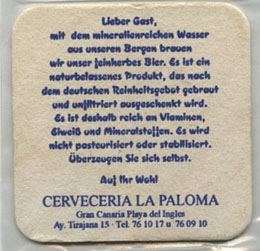 Lieber Gast,
mit dem minerallenreichen Wasser
aus unseren Bergen brauen
wir unser feinherbes Bier. Es ist ein
naturbelassenes Produkt, das nach
dem deutschen Reinheitsgebot gebraut
und unfiltriert ausgeschenkt wird.
Es ist deshalb reich an Vlaminen,
Eiweiß und Mineralstoffen. Es wird
nicht pasteurisiert oder stabilisiert.
Überzeugen Sie sich selbst.
Auf Ihr Wohl
CERVECERIA LA PALOMA
Gran Canaria Playa del Ingles
Av. Tirajana 15 · Tel. 76 10 17 u 76 09 10